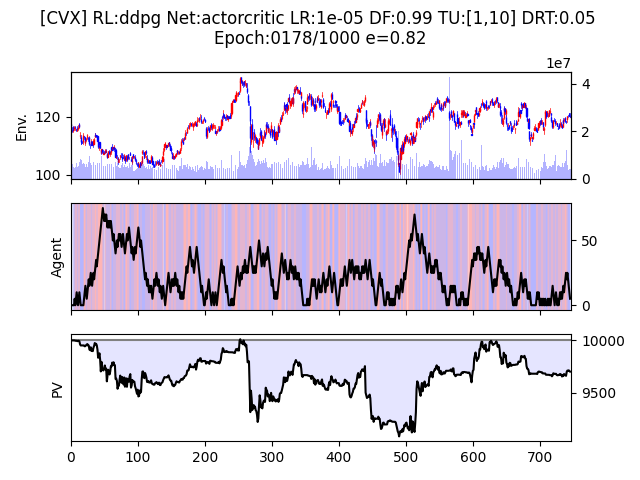 [CVX] RL:ddpg Net:actorcritic LR:1e-05 DF:0.99 TU:[1,10] DRT:0.05
Epoch:0178/1000 e=0.82
1e7
Env.
120
100
4
2
0
Agent
50
0
PV
10000
9500
0 100 200 300 400 500 600 700